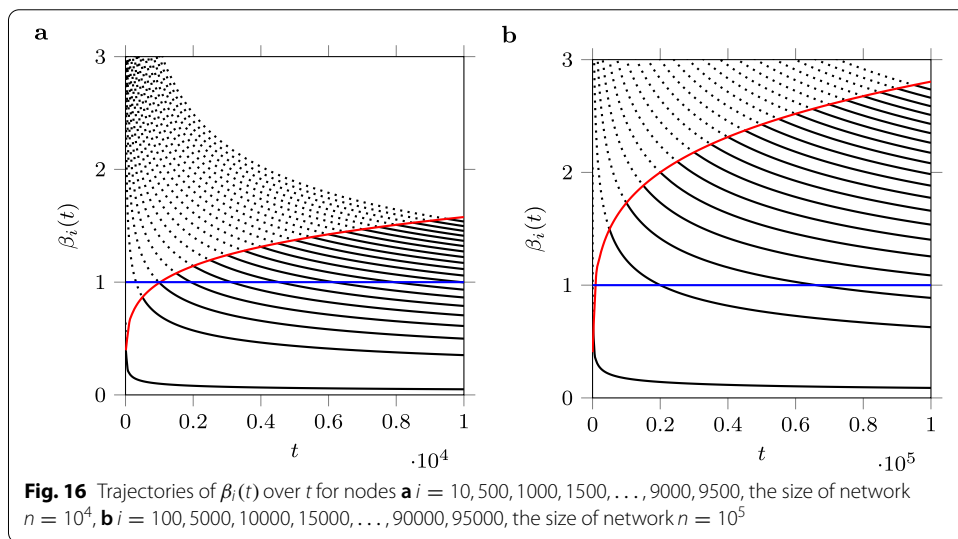 a
3
2
1
0
β_i(t)
0 0.2 0.4 0.6 0.8 1
t
·10^4
b
3
2
1
0
β_i(t)
0 0.2 0.4 0.6 0.8 1
t
·10^5
Fig. 16 Trajectories of β_i(t) over t for nodes a i = 10, 500, 1000, 1500, . . . , 9000, 9500, the size of network
n = 10^4, b i = 100, 5000, 10000, 15000, . . . , 90000, 95000, the size of network n = 10^5